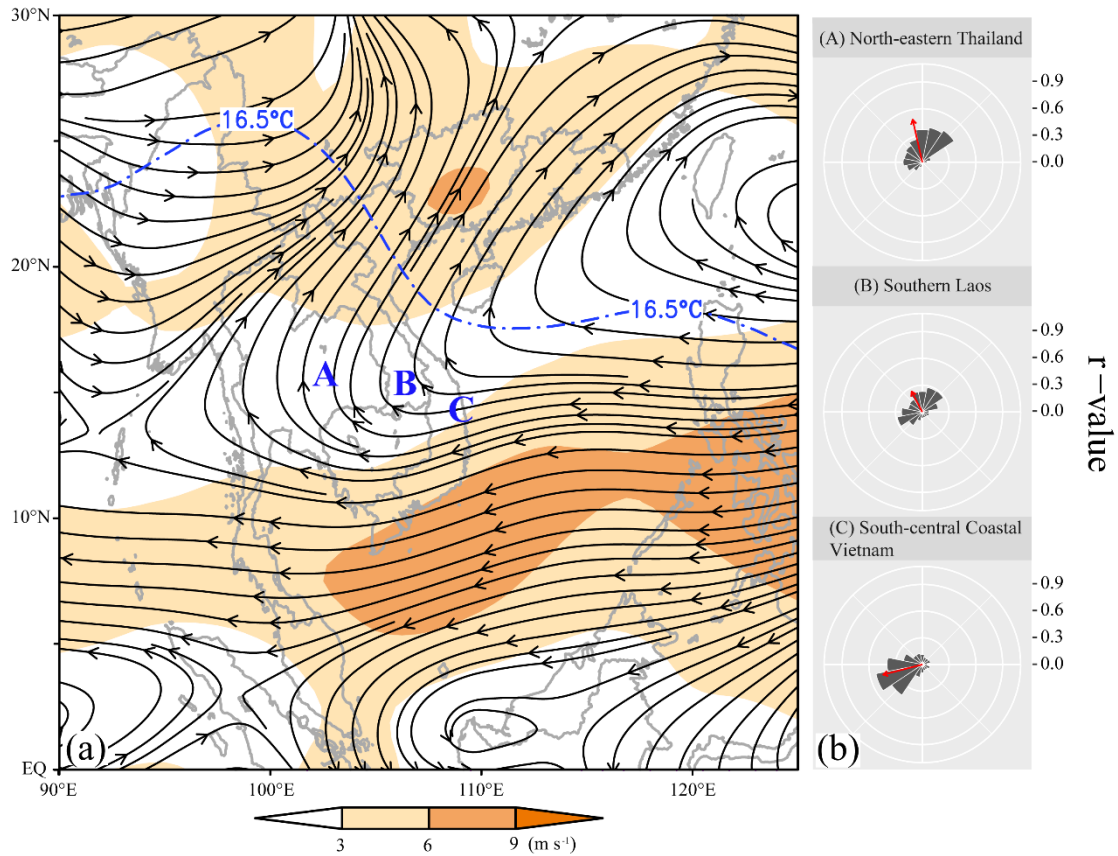 30°N
20°N
10°N
EQ
90°E
100°E
110°E
120°E
16.5°C
16.5°C
A
B
C
(a)
3
6
9
(m s⁻¹)
(A) North-eastern Thailand
-0.9
-0.6
-0.3
-0.0
(B) Southern Laos
-0.9
-0.6
-0.3
-0.0
(C) South-central Coastal
Vietnam
-0.9
-0.6
-0.3
-0.0
(b)
r–value